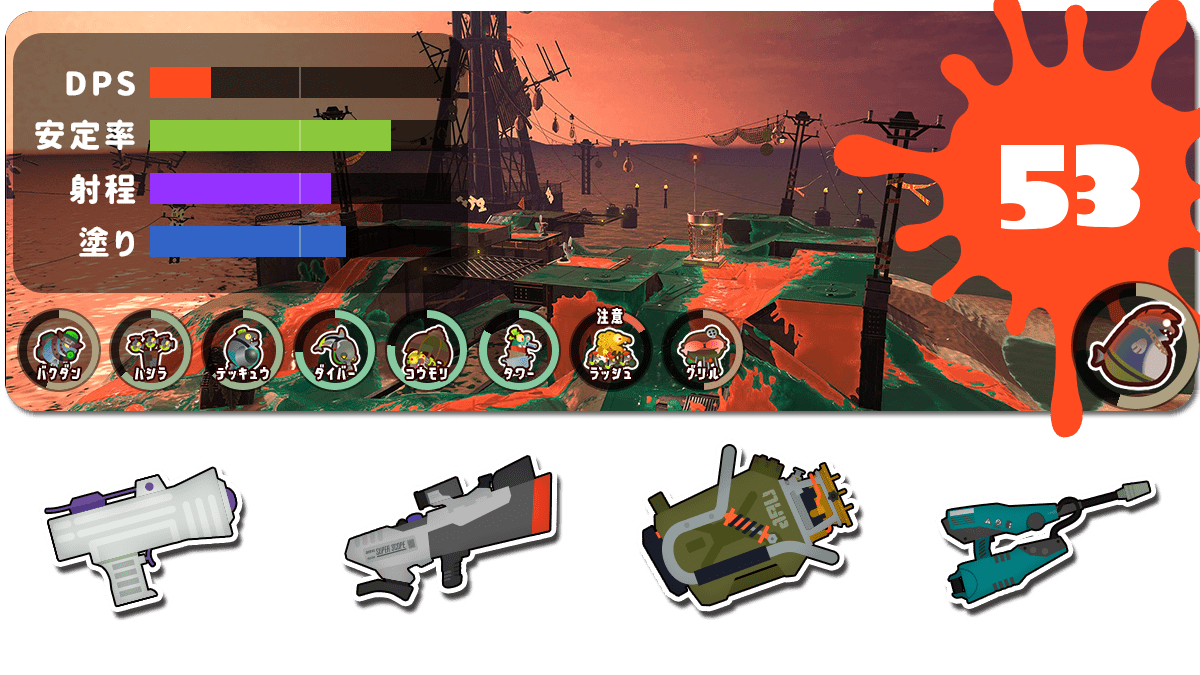 DPS
安定率
射程
塗り
53
バクダン
ハシラ
テッキュウ
ダイバー
コウモリ
タワー
注意
ラッシュ
グリル
SUPER SCOPE